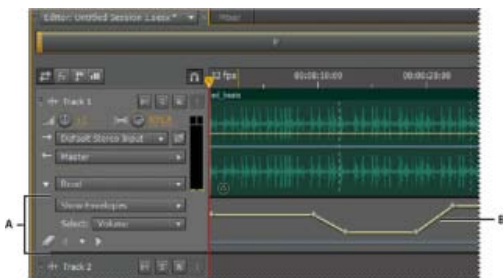 Editor: Untitled Session 1.sesx *
Mixer
32 fps
00:00:10:00
00:00:20:00
Track 1
M S R I
Default Stereo Input
Master
Read
Show Envelopes
Select: Volume
A
B
Track 2
M S R I